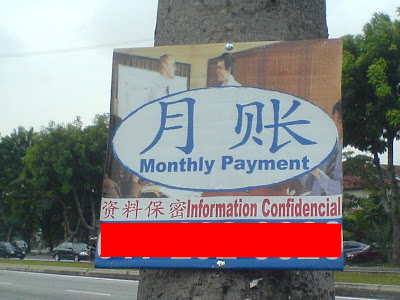 月账
Monthly Payment
资料保密Information Confidencial